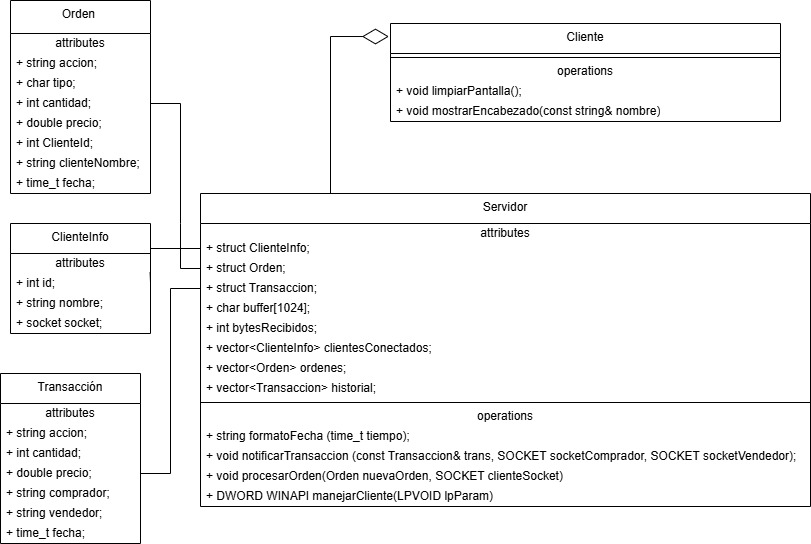 Orden
attributes
+ string accion;
+ char tipo;
+ int cantidad;
+ double precio;
+ int ClienteId;
+ string clienteNombre;
+ time_t fecha;
Cliente
operations
+ void limpiarPantalla();
+ void mostrarEncabezado(const string& nombre)
ClienteInfo
attributes
+ int id;
+ string nombre;
+ socket socket;
Servidor
attributes
+ struct ClienteInfo;
+ struct Orden;
+ struct Transaccion;
+ char buffer[1024];
+ int bytesRecibidos;
+ vector<ClienteInfo> clientesConectados;
+ vector<Orden> ordenes;
+ vector<Transaccion> historial;
operations
+ string formatoFecha (time_t tiempo);
+ void notificarTransaccion (const Transaccion& trans, SOCKET socketComprador, SOCKET socketVendedor);
+ void procesarOrden(Orden nuevaOrden, SOCKET clienteSocket)
+ DWORD WINAPI manejarCliente(LPVOID lpParam)
Transacción
attributes
+ string accion;
+ int cantidad;
+ double precio;
+ string comprador;
+ string vendedor;
+ time_t fecha;